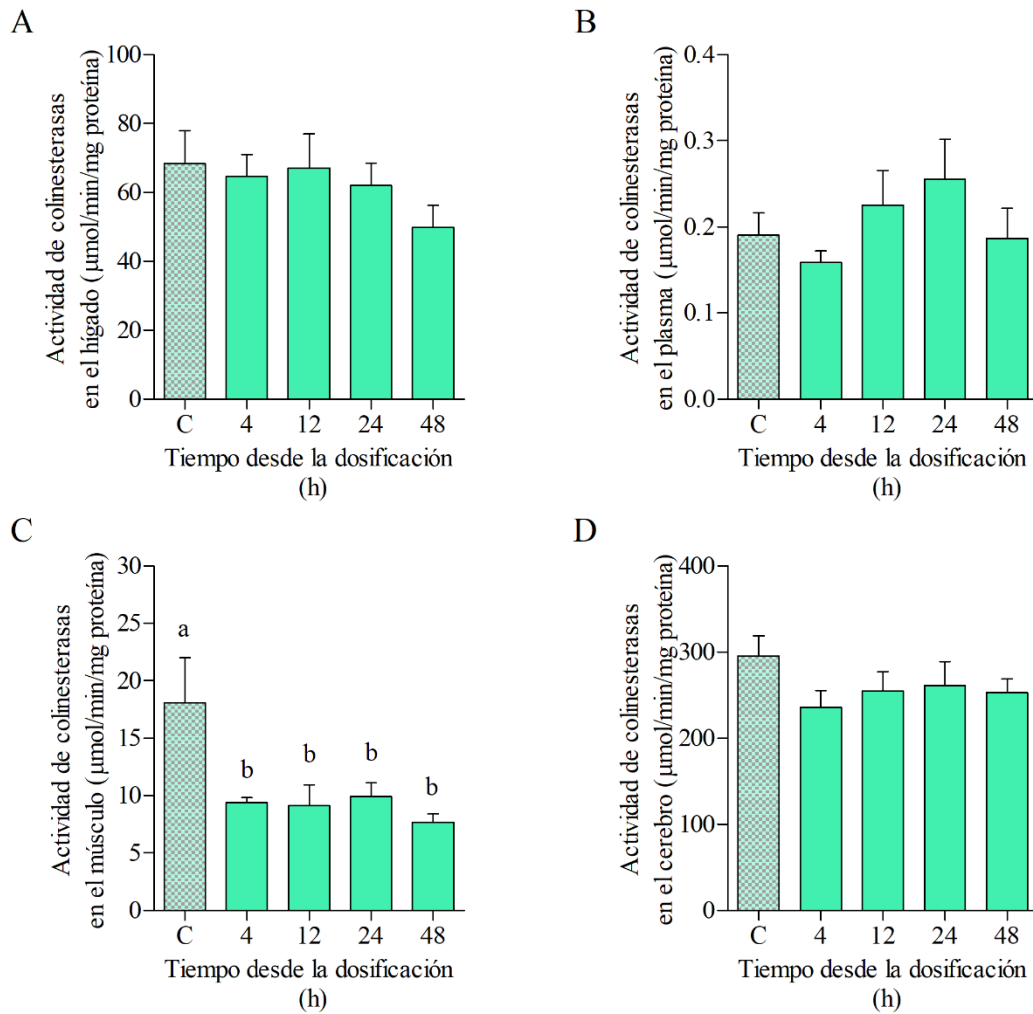 A
Actividad de colinesterasas
en el hígado (µmol/min/mg proteína)
100
80
60
40
20
0
C 4 12 24 48
Tiempo desde la dosificación
(h)
B
Actividad de colinesterasas
en el plasma (µmol/min/mg proteína)
0.4
0.3
0.2
0.1
0.0
C 4 12 24 48
Tiempo desde la dosificación
(h)
C
Actividad de colinesterasas
en el músculo (µmol/min/mg proteína)
30
25
20
15
10
5
0
a b b b b
C 4 12 24 48
Tiempo desde la dosificación
(h)
D
Actividad de colinesterasas
en el cerebro (µmol/min/mg proteína)
400
300
200
100
0
C 4 12 24 48
Tiempo desde la dosificación
(h)